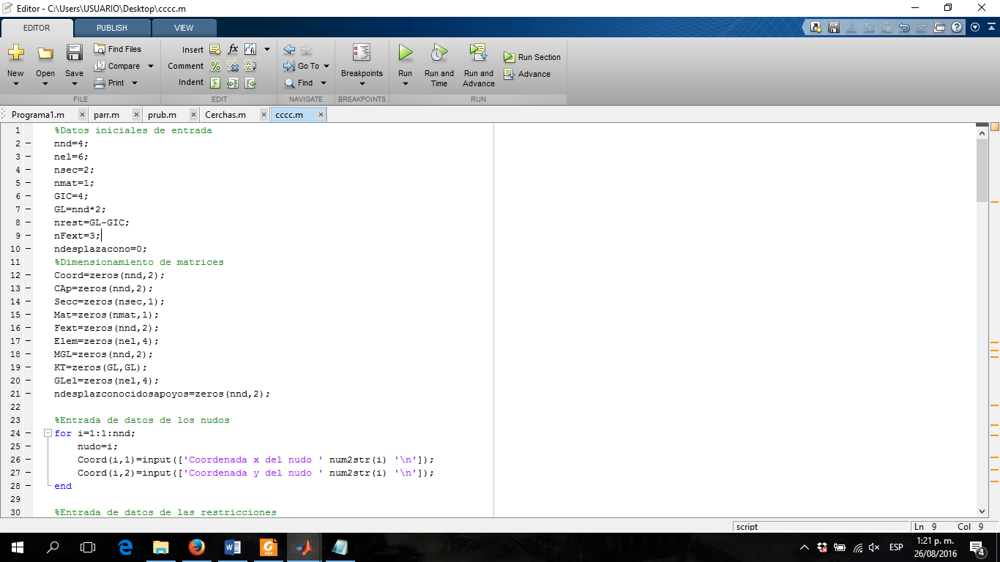 Editor - C:\Users\USUARIO\Desktop\cccc.m
EDITOR PUBLISH VIEW
New Open Save Find Files Compare Print
Insert fx
Comment
Indent
Go To Find
Breakpoints
Run Run and Time Run and Advance Run Section Advance
FILE EDIT NAVIGATE BREAKPOINTS RUN
Programa1.m × parr.m × prub.m × Cerchas.m × cccc.m ×
1 %Datos iniciales de entrada
2 – nnd=4;
3 – nel=6;
4 – nsec=2;
5 – nmat=1;
6 – GIC=4;
7 – GL=nnd*2;
8 – nrest=GL-GIC;
9 – nFext=3;
10 – ndesplazacono=0;
11 %Dimensionamiento de matrices
12 – Coord=zeros(nnd,2);
13 – CAp=zeros(nnd,2);
14 – Secc=zeros(nsec,1);
15 – Mat=zeros(nmat,1);
16 – Fext=zeros(nnd,2);
17 – Elem=zeros(nel,4);
18 – MGL=zeros(nnd,2);
19 – KT=zeros(GL,GL);
20 – GLel=zeros(nel,4);
21 – ndesplazconocidosapoyos=zeros(nnd,2);
22
23 %Entrada de datos de los nudos
24 – for i=1:1:nnd;
25 – nudo=i;
26 – Coord(i,1)=input(['Coordenada x del nudo ' num2str(i) '\n']);
27 – Coord(i,2)=input(['Coordenada y del nudo ' num2str(i) '\n']);
28 – end
29
30 %Entrada de datos de las restricciones
script Ln 9 Col 9
ESP 1:21 p. m.
26/08/2016 4